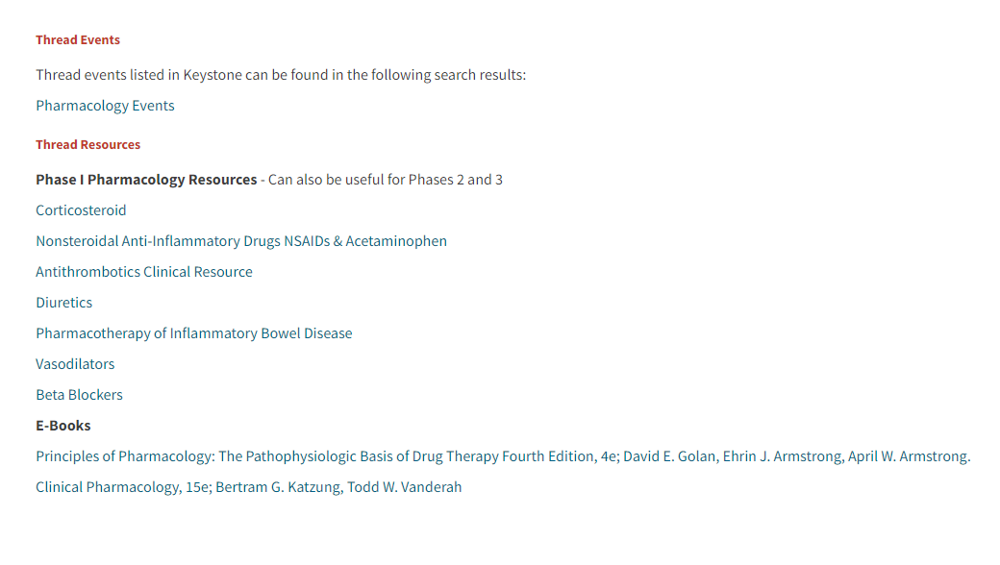 Thread Events
Thread events listed in Keystone can be found in the following search results:
Pharmacology Events
Thread Resources
Phase I Pharmacology Resources - Can also be useful for Phases 2 and 3
Corticosteroid
Nonsteroidal Anti-Inflammatory Drugs NSAIDs & Acetaminophen
Antithrombotics Clinical Resource
Diuretics
Pharmacotherapy of Inflammatory Bowel Disease
Vasodilators
Beta Blockers
E-Books
Principles of Pharmacology: The Pathophysiologic Basis of Drug Therapy Fourth Edition, 4e; David E. Golan, Ehrin J. Armstrong, April W. Armstrong.
Clinical Pharmacology, 15e; Bertram G. Katzung, Todd W. Vanderah